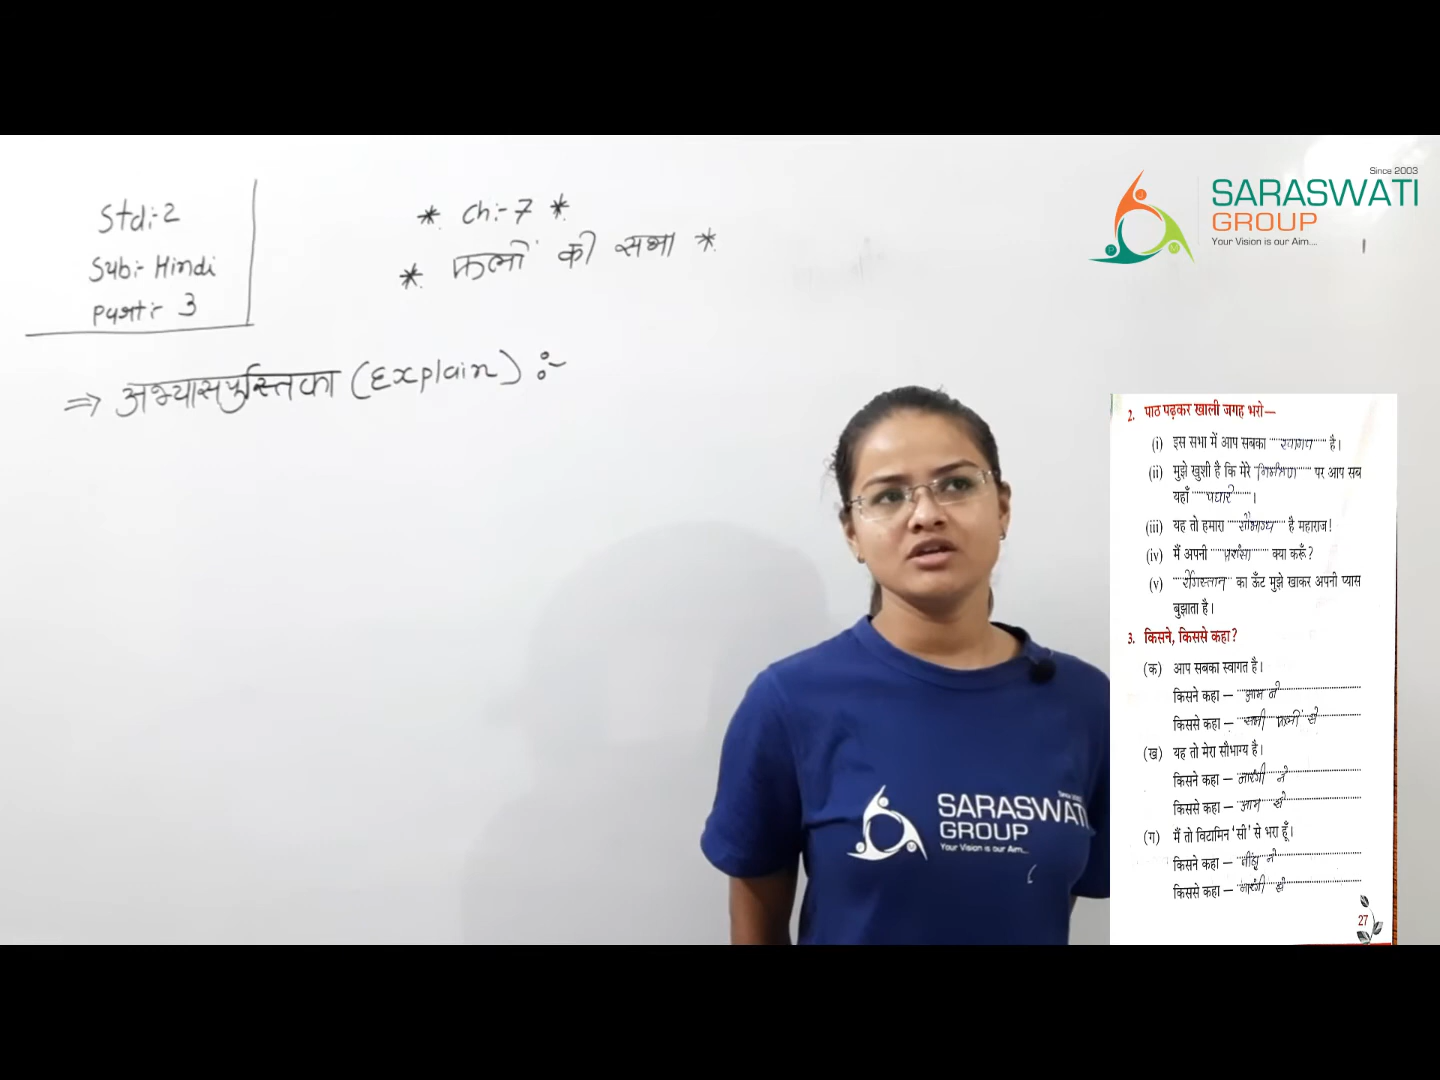 Std:- 2
Sub:- Hindi
Part:- 3
* Ch:- 7 *
* फलों की सभा *
⇒ अभ्यासपुस्तिका (Explain) :-
Since 2003
SARASWATI
GROUP
Your Vision is our Aim....
2. पाठ पढ़कर खाली जगह भरो—
(i) इस सभा में आप सबका स्वागत है।
(ii) मुझे खुशी है कि मेरे निमंत्रण पर आप सब
यहाँ पधारे।
(iii) यह तो हमारा सौभाग्य है महाराज!
(iv) मैं अपनी प्रशंसा क्या करूँ?
(v) रेगिस्तान का ऊँट मुझे खाकर अपनी प्यास
बुझाता है।
3. किसने, किससे कहा?
(क) आप सबका स्वागत है।
किसने कहा – आम ने
किससे कहा – सभी फलों से
(ख) यह तो मेरा सौभाग्य है।
किसने कहा – नारंगी ने
किससे कहा – आम से
(ग) मैं तो विटामिन 'सी' से भरा हूँ।
किसने कहा – नींबू ने
किससे कहा – नारंगी से
27
Since 2003
SARASWATI
GROUP
Your Vision is our Aim...